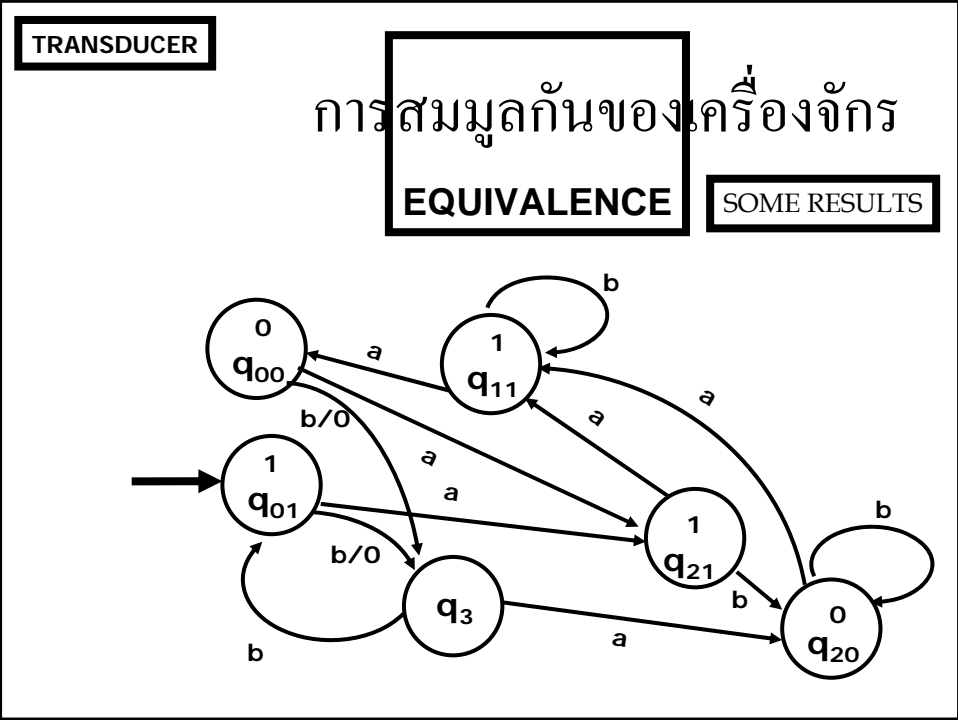 TRANSDUCER
การสมมูลกันของเครื่องจักร
EQUIVALENCE
SOME RESULTS
b
0
q00
a
1
q11
a
a
b/0
a
1
q01
a
b
1
q21
b/0
b
0
q20
q3
a
b